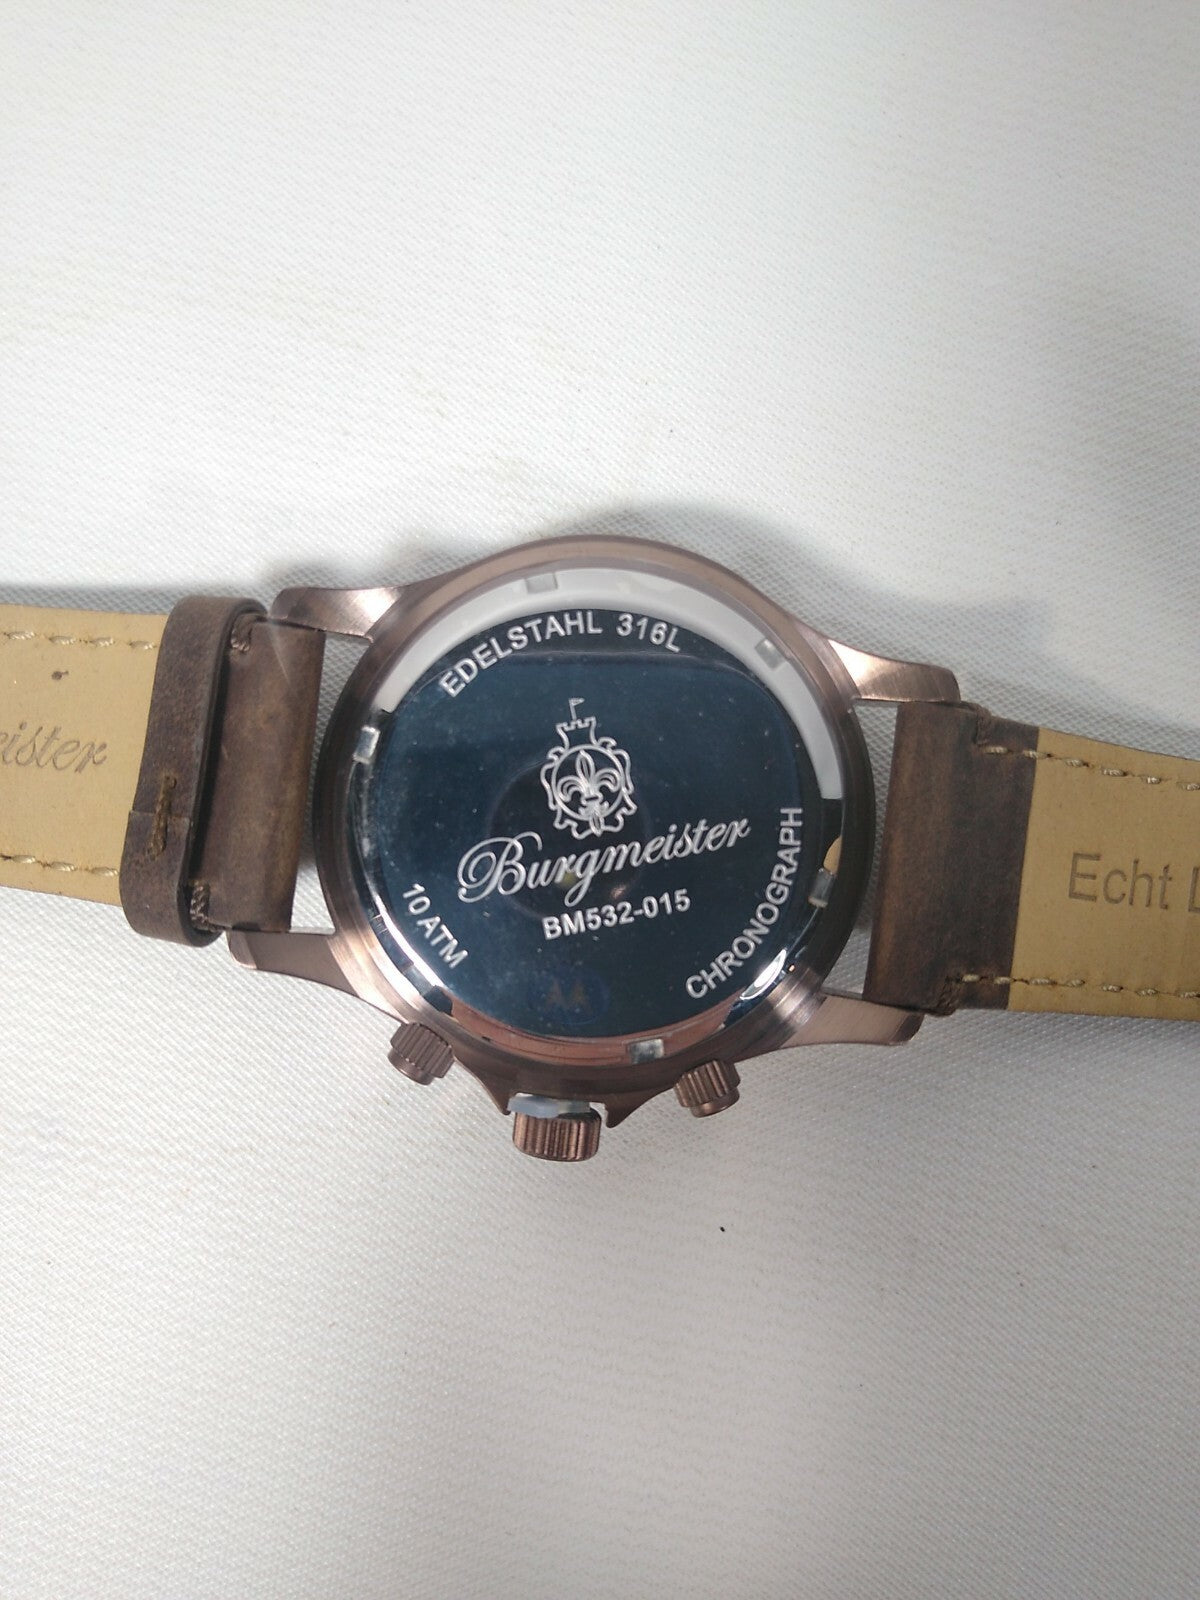 EDELSTAHL 316L
Burgmeister
BM532-015
10 ATM
CHRONOGRAPH
eister
Echt L